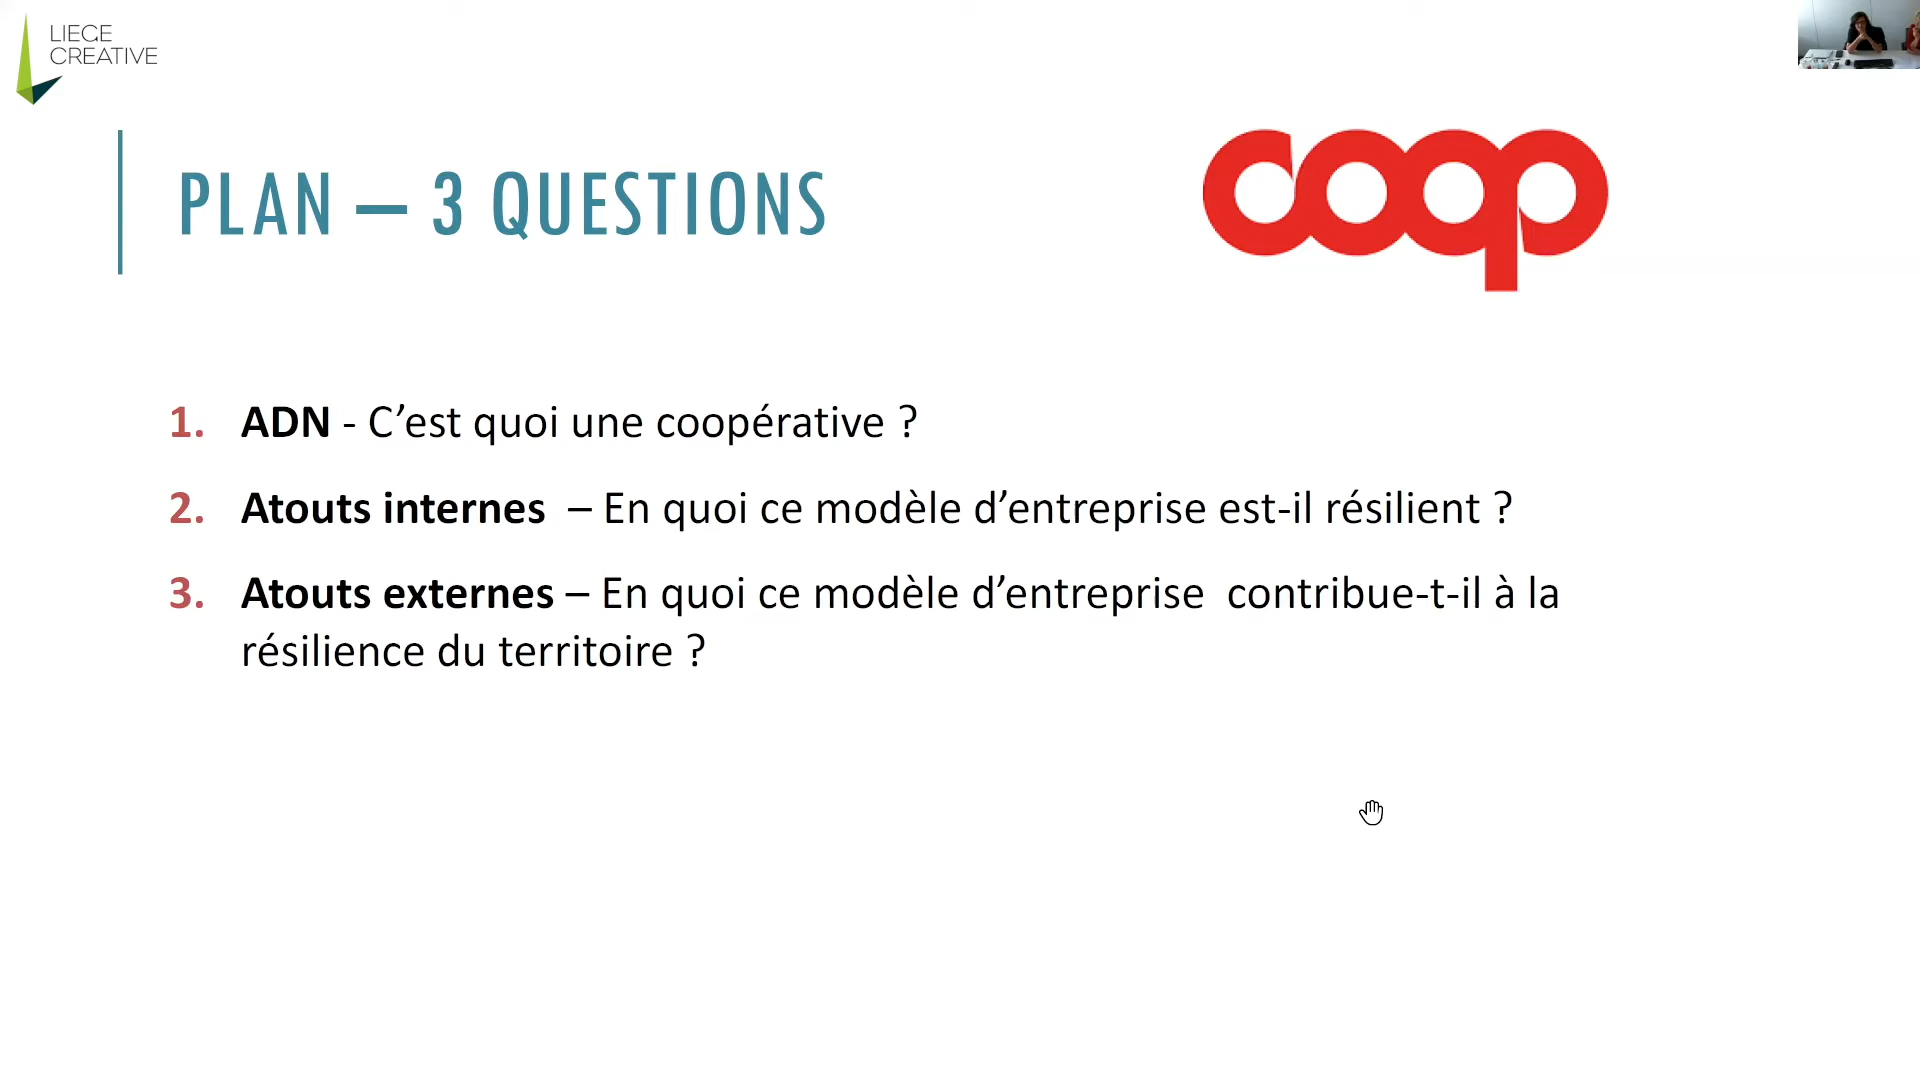 LIEGE
CREATIVE
coop
PLAN — 3 QUESTIONS
1. ADN - C’est quoi une coopérative ?
2. Atouts internes – En quoi ce modèle d’entreprise est-il résilient ?
3. Atouts externes – En quoi ce modèle d’entreprise contribue-t-il à la
résilience du territoire ?